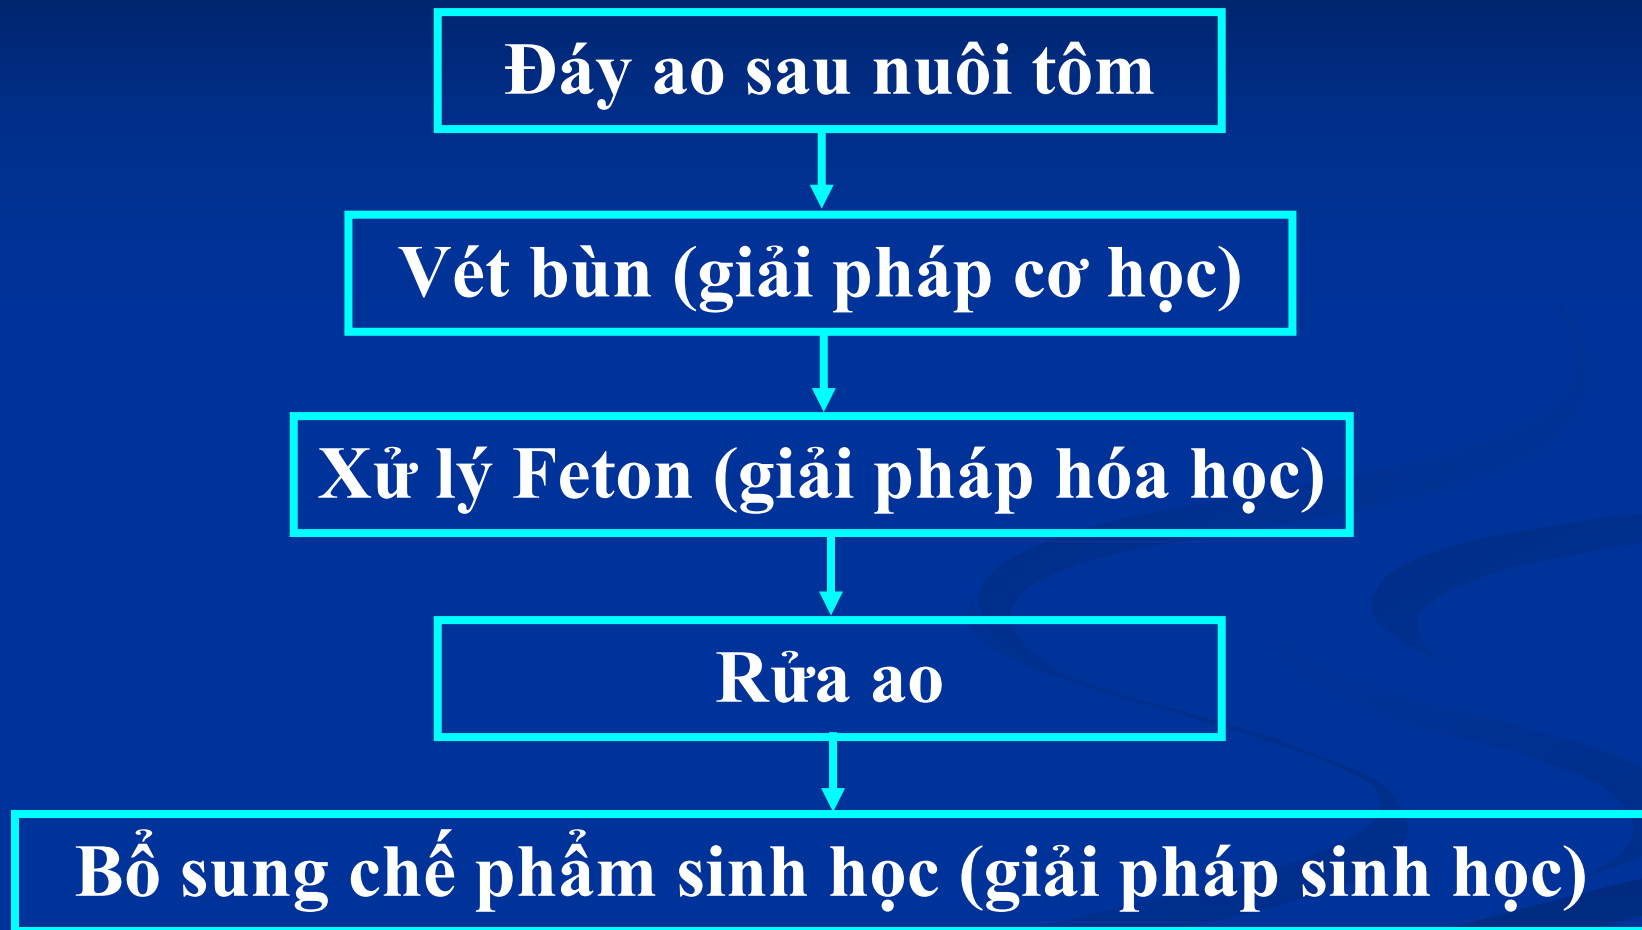 Đáy ao sau nuôi tôm
Vét bùn (giải pháp cơ học)
Xử lý Feton (giải pháp hóa học)
Rửa ao
Bổ sung chế phẩm sinh học (giải pháp sinh học)